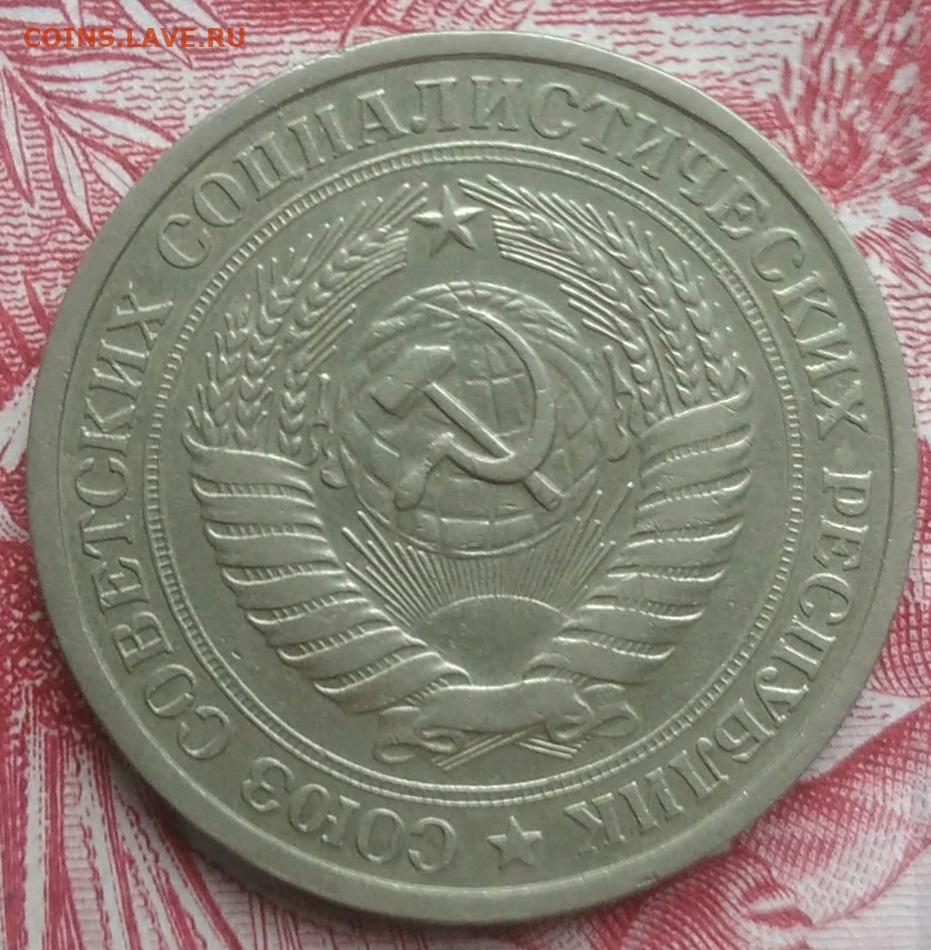 COINS.LAVE.RU
СОЮЗ СОВЕТСКИХ СОЦИАЛИСТИЧЕСКИХ РЕСПУБЛИК